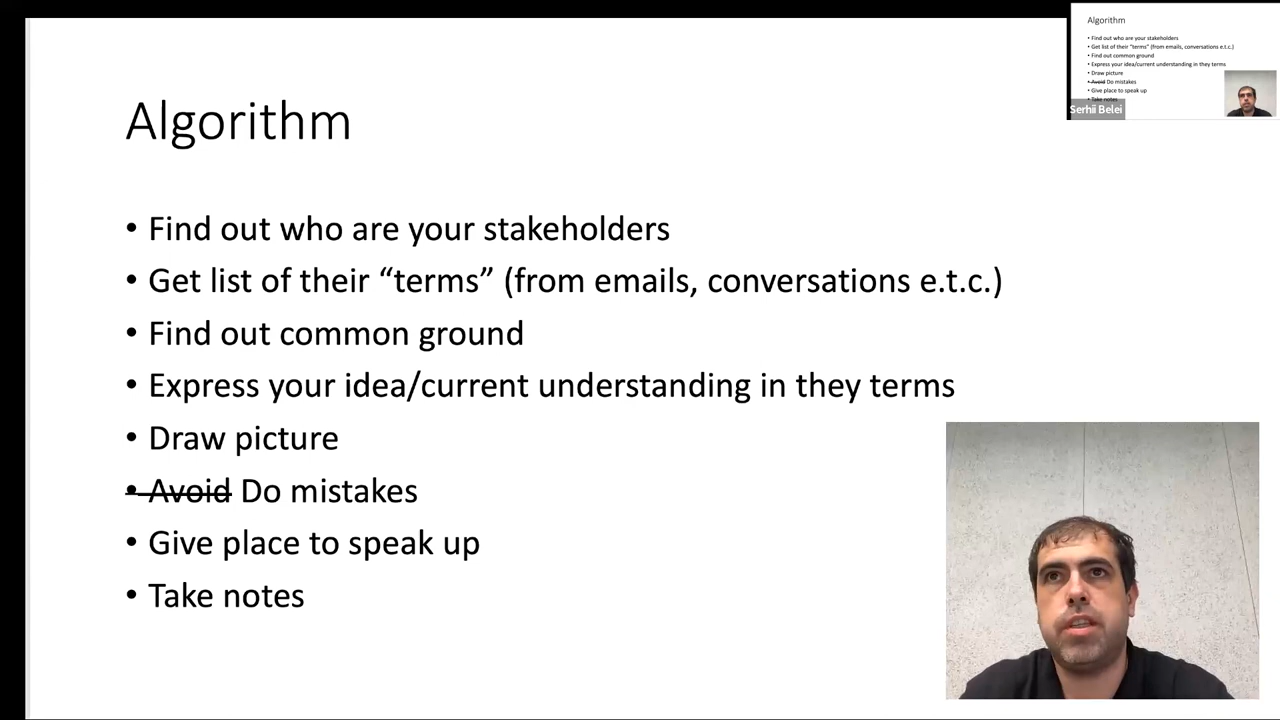 Algorithm
• Find out who are your stakeholders
• Get list of their “terms” (from emails, conversations e.t.c.)
• Find out common ground
• Express your idea/current understanding in they terms
• Draw picture
• Avoid Do mistakes
• Give place to speak up
• Take notes
Algorithm
• Find out who are your stakeholders
• Get list of their “terms” (from emails, conversations e.t.c.)
• Find out common ground
• Express your idea/current understanding in they terms
• Draw picture
• Avoid Do mistakes
• Give place to speak up
• Take notes
Serhii Belei